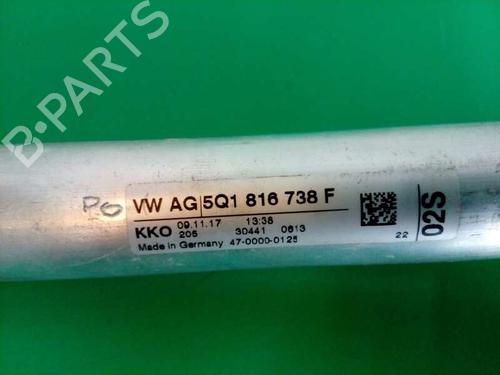 B-PARTS
PO
VW AG 5Q1 816 738 F
KKO 09.11.17 13:38
205 30441 0613
Made in Germany 47-0000-0125
22
02S